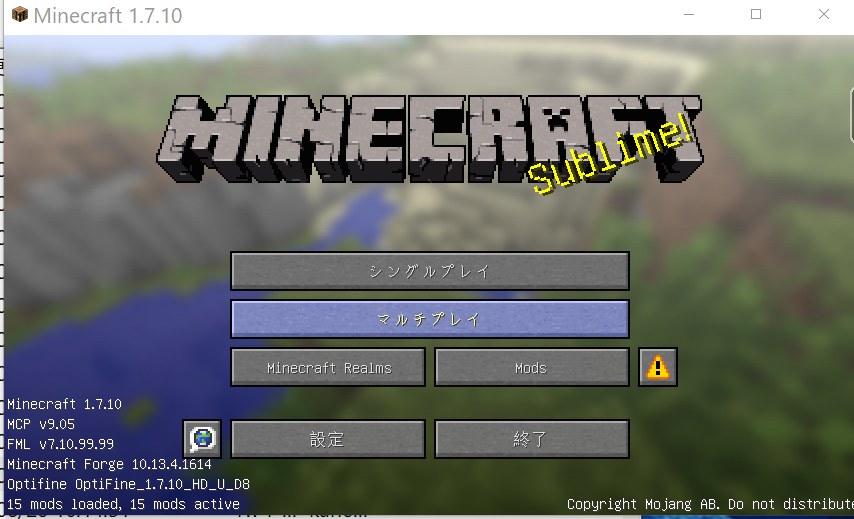 Minecraft 1.7.10
MINECRAFT
Sublime!
シングルプレイ
マルチプレイ
Minecraft Realms
Mods
設定
終了
Minecraft 1.7.10
MCP v9.05
FML v7.10.99.99
Minecraft Forge 10.13.4.1614
Optifine OptiFine_1.7.10_HD_U_D8
15 mods loaded, 15 mods active
Copyright Mojang AB. Do not distribute